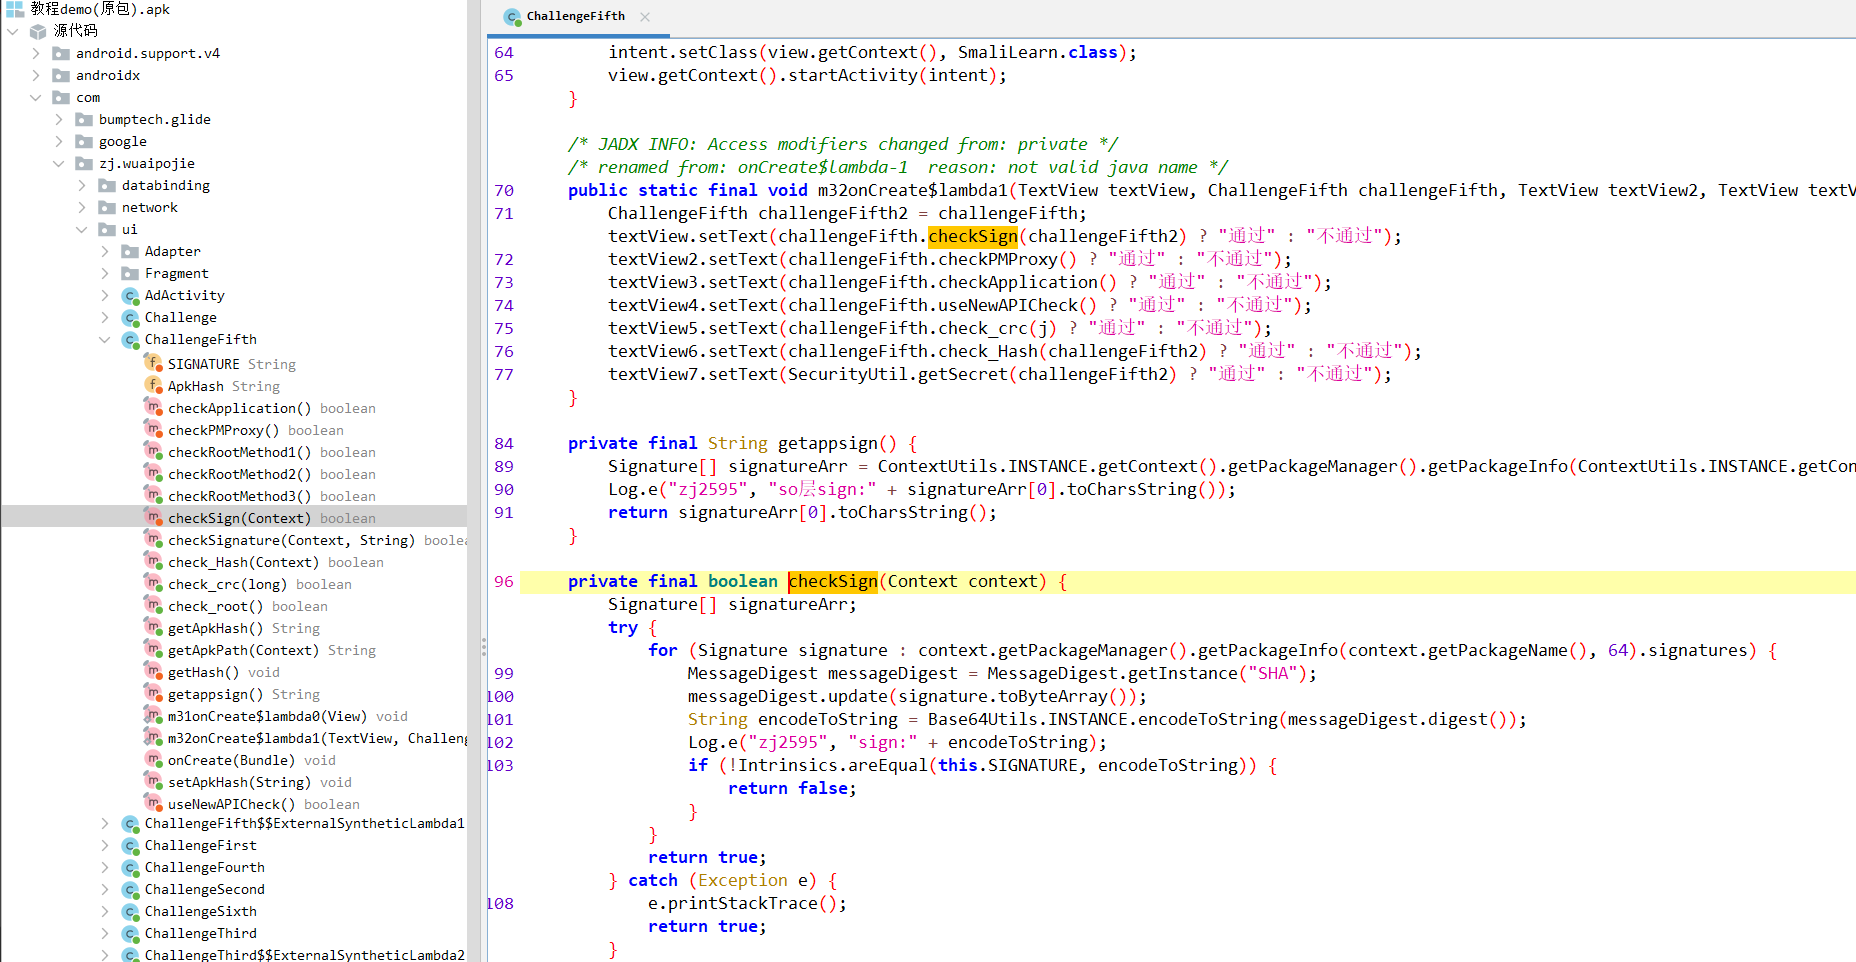 教程demo(原包).apk
源代码
android.support.v4
androidx
com
bumptech.glide
google
zj.wuaipojie
databinding
network
ui
Adapter
Fragment
AdActivity
Challenge
ChallengeFifth
SIGNATURE String
ApkHash String
checkApplication() boolean
checkPMProxy() boolean
checkRootMethod1() boolean
checkRootMethod2() boolean
checkRootMethod3() boolean
checkSign(Context) boolean
checkSignature(Context, String) boolea
check_Hash(Context) boolean
check_crc(long) boolean
check_root() boolean
getApkHash() String
getApkPath(Context) String
getHash() void
getappsign() String
m31onCreate$lambda0(View) void
m32onCreate$lambda1(TextView, Challeng
onCreate(Bundle) void
setApkHash(String) void
useNewAPICheck() boolean
ChallengeFifth$$ExternalSyntheticLambda1
ChallengeFirst
ChallengeFourth
ChallengeSecond
ChallengeSixth
ChallengeThird
ChallengeThird$$ExternalSyntheticLambda2
ChallengeFifth
64 intent.setClass(view.getContext(), SmaliLearn.class);
65 view.getContext().startActivity(intent);
}
/* JADX INFO: Access modifiers changed from: private */
/* renamed from: onCreate$lambda-1  reason: not valid java name */
70 public static final void m32onCreate$lambda1(TextView textView, ChallengeFifth challengeFifth, TextView textView2, TextView textV
71 ChallengeFifth challengeFifth2 = challengeFifth;
textView.setText(challengeFifth.checkSign(challengeFifth2) ? "通过" : "不通过");
72 textView2.setText(challengeFifth.checkPMProxy() ? "通过" : "不通过");
73 textView3.setText(challengeFifth.checkApplication() ? "通过" : "不通过");
74 textView4.setText(challengeFifth.useNewAPICheck() ? "通过" : "不通过");
75 textView5.setText(challengeFifth.check_crc(j) ? "通过" : "不通过");
76 textView6.setText(challengeFifth.check_Hash(challengeFifth2) ? "通过" : "不通过");
77 textView7.setText(SecurityUtil.getSecret(challengeFifth2) ? "通过" : "不通过");
}
84 private final String getappsign() {
89 Signature[] signatureArr = ContextUtils.INSTANCE.getContext().getPackageManager().getPackageInfo(ContextUtils.INSTANCE.getCon
90 Log.e("zj2595", "so层sign:" + signatureArr[0].toCharsString());
91 return signatureArr[0].toCharsString();
}
96 private final boolean checkSign(Context context) {
Signature[] signatureArr;
try {
for (Signature signature : context.getPackageManager().getPackageInfo(context.getPackageName(), 64).signatures) {
99 MessageDigest messageDigest = MessageDigest.getInstance("SHA");
100 messageDigest.update(signature.toByteArray());
101 String encodeToString = Base64Utils.INSTANCE.encodeToString(messageDigest.digest());
102 Log.e("zj2595", "sign:" + encodeToString);
103 if (!Intrinsics.areEqual(this.SIGNATURE, encodeToString)) {
return false;
}
}
return true;
} catch (Exception e) {
108 e.printStackTrace();
return true;
}